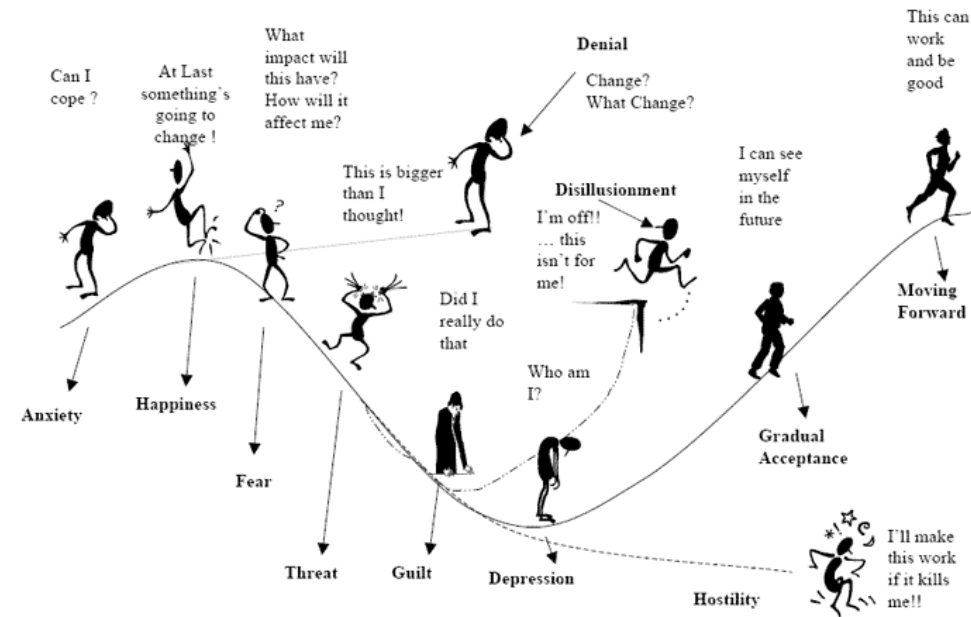 Can I
cope ?
At Last
something's
going to
change !
What
impact will
this have?
How will it
affect me?
Denial
Change?
What Change?
This can
work
and be
good
This is bigger
than I
thought!
Disillusionment
I'm off!!
... this
isn't for
me!
I can see
myself
in the
future
?
Did I
really do
that
Who am
I?
Moving
Forward
Anxiety
Happiness
Fear
Threat
Guilt
Depression
Gradual
Acceptance
Hostility
*!
I'll make
this work
if it kills
me!!